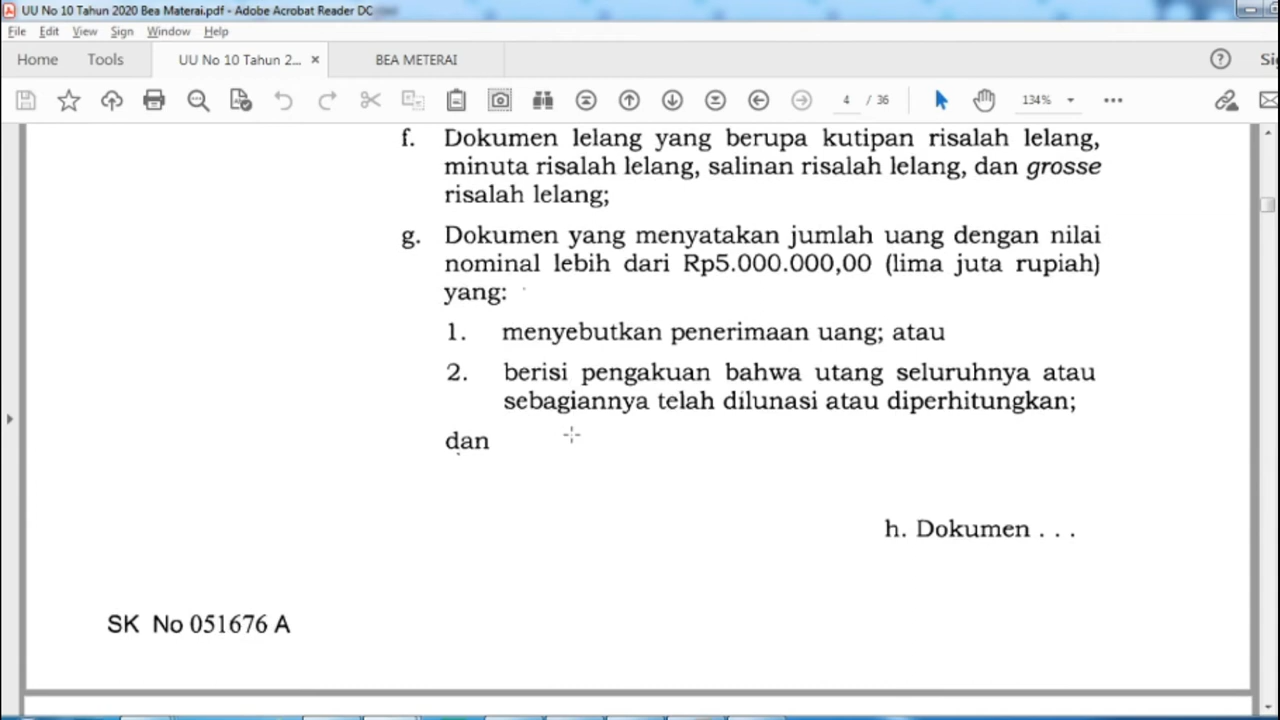 UU No 10 Tahun 2020 Bea Materai.pdf - Adobe Acrobat Reader DC
File Edit View Sign Window Help
Home Tools UU No 10 Tahun 2... × BEA METERAI
4 / 36 134%
f. Dokumen lelang yang berupa kutipan risalah lelang,
minuta risalah lelang, salinan risalah lelang, dan grosse
risalah lelang;
g. Dokumen yang menyatakan jumlah uang dengan nilai
nominal lebih dari Rp5.000.000,00 (lima juta rupiah)
yang:
1. menyebutkan penerimaan uang; atau
2. berisi pengakuan bahwa utang seluruhnya atau
sebagiannya telah dilunasi atau diperhitungkan;
dan
h. Dokumen . . .
SK No 051676 A